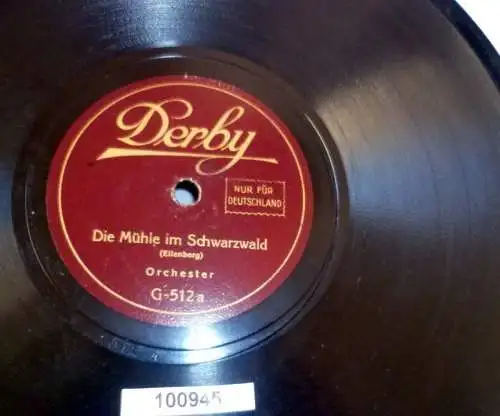 Derby
NUR FÜR
DEUTSCHLAND
Die Mühle im Schwarzwald
(Eilenberg)
Orchester
G-512a
100945